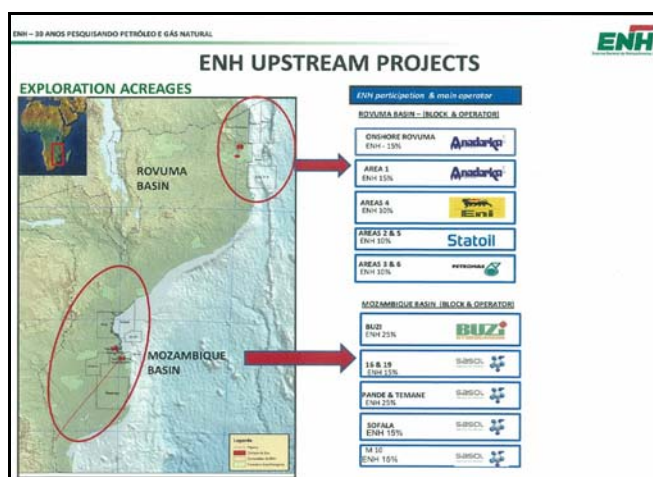 ENH – 30 ANOS PESQUISANDO PETRÓLEO E GÁS NATURAL
ENH
ENH UPSTREAM PROJECTS
EXPLORATION ACREAGES
ROVUMA
BASIN
MOZAMBIQUE
BASIN
ENH participation & main operator
ROVUMA BASIN – (BLOCK & OPERATOR)
ONSHORE ROVUMA
ENH - 15%
Anadarko
AREA 1
ENH 15%
Anadarko
AREAS 4
ENH 10%
Eni
AREAS 2 & 5
ENH 10%
Statoil
AREAS 3 & 6
ENH 10%
PETRONAS
MOZAMBIQUE BASIN (BLOCK & OPERATOR)
BUZI
ENH 25%
BUZI
16 & 19
ENH 15%
sasol
PANDE & TEMANE
ENH 25%
sasol
SOFALA
ENH 15%
sasol
M 10
ENH 15%
sasol